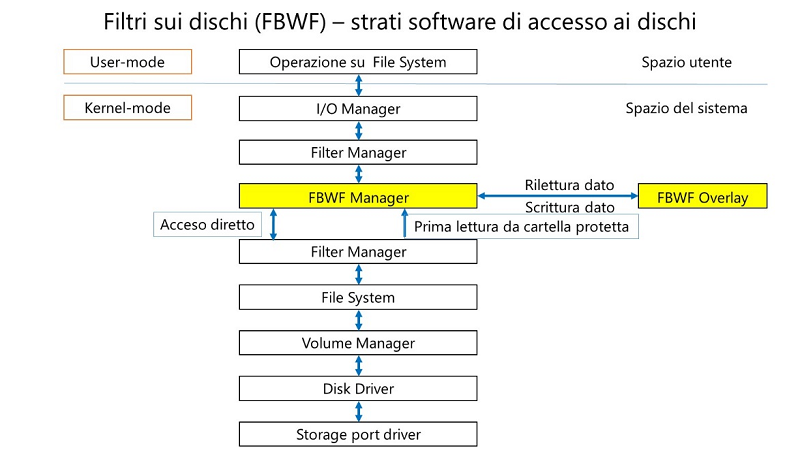 Filtri sui dischi (FBWF) – strati software di accesso ai dischi
User-mode
Operazione su File System
Spazio utente
Kernel-mode
I/O Manager
Spazio del sistema
Filter Manager
FBWF Manager
Rilettura dato
Scrittura dato
FBWF Overlay
Acceso diretto
Prima lettura da cartella protetta
Filter Manager
File System
Volume Manager
Disk Driver
Storage port driver